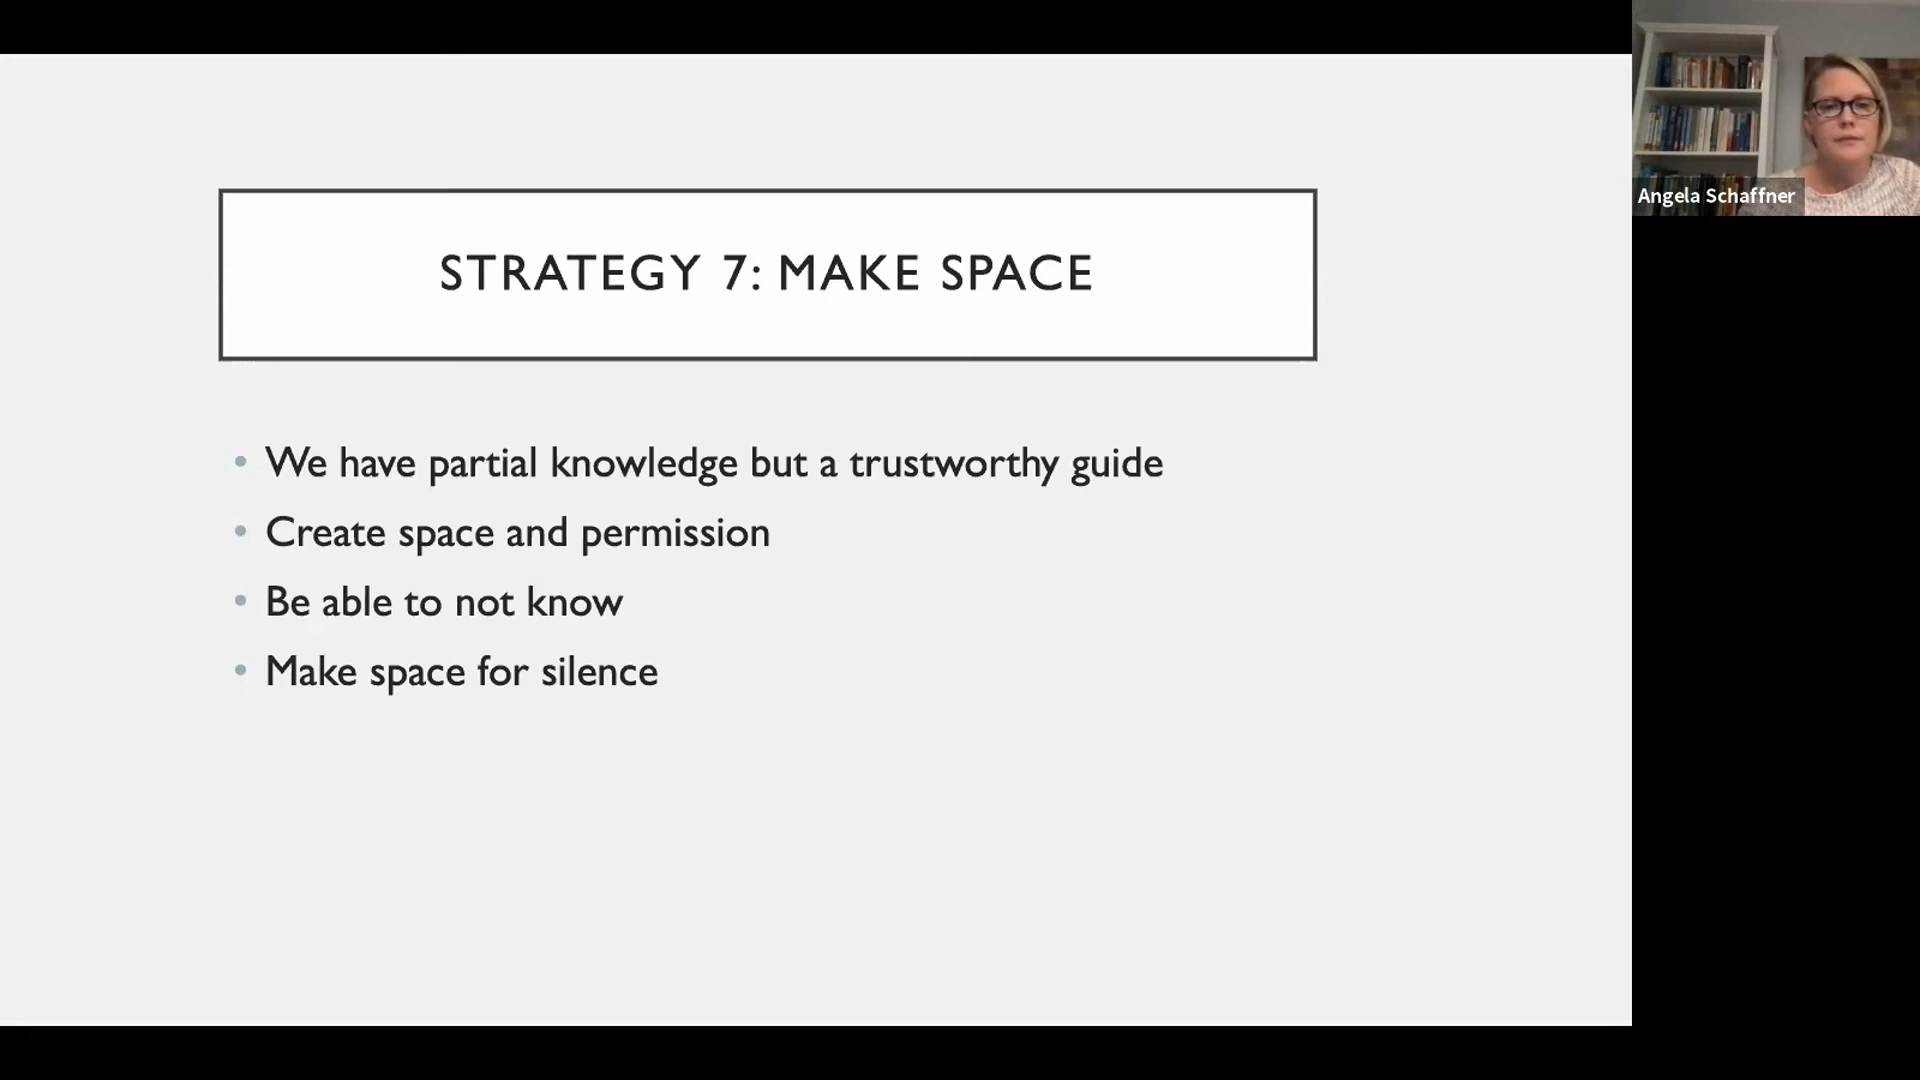 STRATEGY 7: MAKE SPACE
• We have partial knowledge but a trustworthy guide
• Create space and permission
• Be able to not know
• Make space for silence
Angela Schaffner